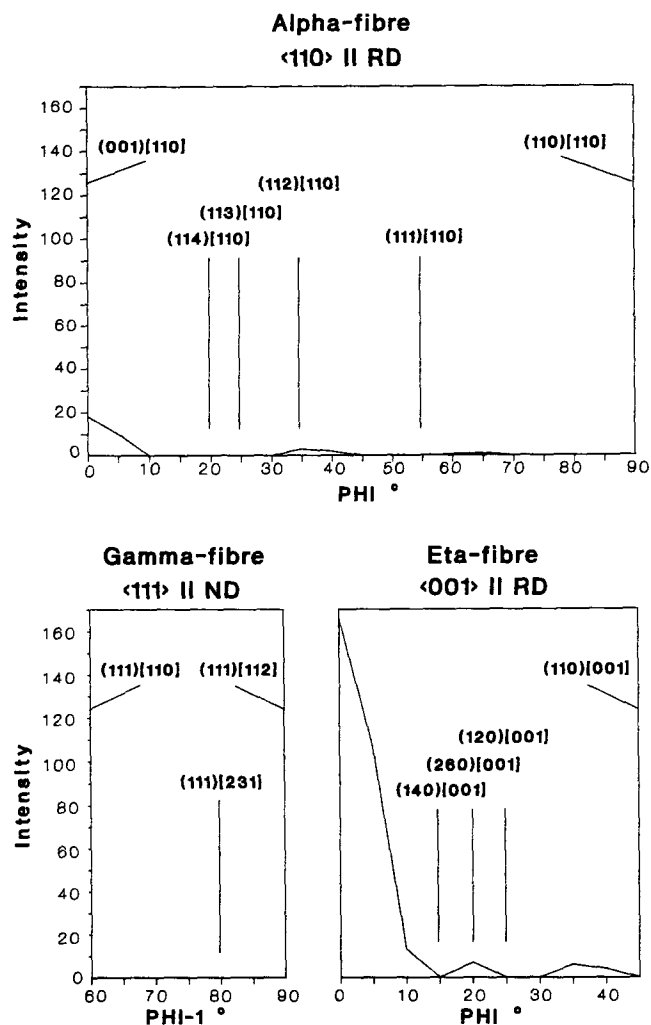 Alpha-fibre
<110> II RD
Intensity
160
140
120
100
80
60
40
20
0
(001)[110]
(110)[110]
(112)[110]
(113)[110]
(114)[110]
(111)[110]
0 10 20 30 40 50 60 70 80 90
PHI °
Gamma-fibre
<111> II ND
Intensity
160
140
120
100
80
60
40
20
0
(111)[110]
(111)[112]
(111)[231]
60 70 80 90
PHI-1 °
Eta-fibre
<001> II RD
(110)[001]
(120)[001]
(260)[001]
(140)[001]
0 10 20 30 40
PHI °